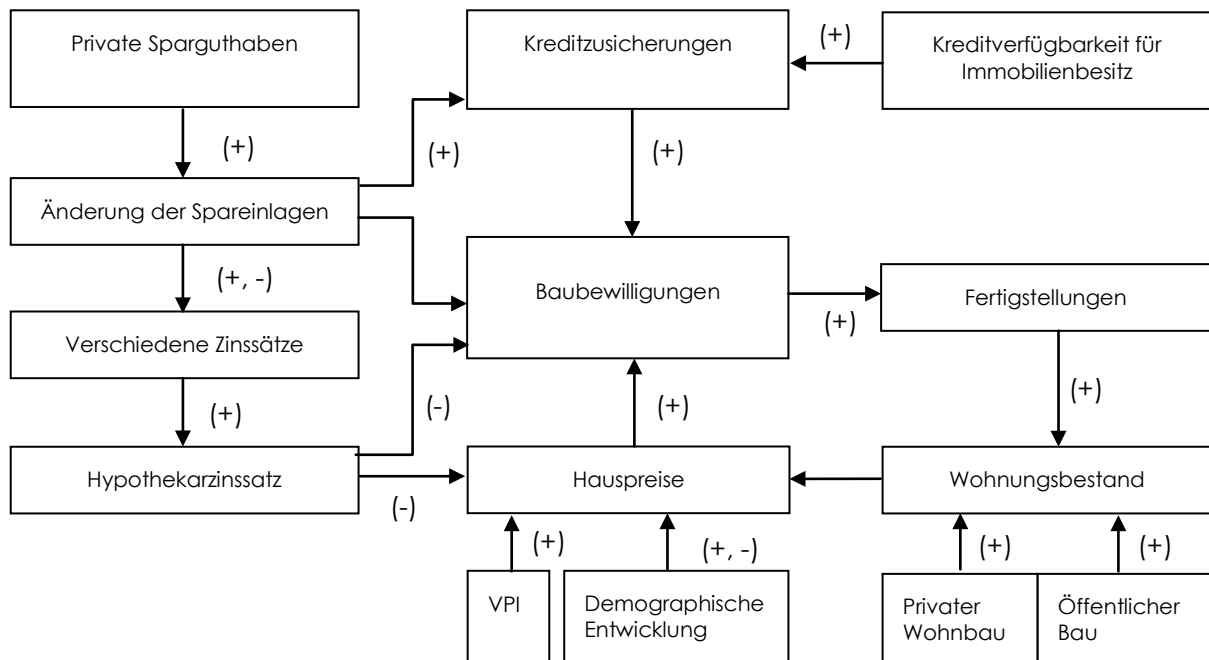 Private Sparguthaben
Kreditzusicherungen
(+)
Kreditverfügbarkeit für
Immobilienbesitz
(+)
(+)
(+)
Änderung der Spareinlagen
(+, -)
Baubewilligungen
(+)
Fertigstellungen
Verschiedene Zinssätze
(+)
(-)
(+)
(+)
Hypothekarzinssatz
(-)
Hauspreise
Wohnungsbestand
(+)
(+, -)
(+)
(+)
VPI
Demographische
Entwicklung
Privater
Wohnbau
Öffentlicher
Bau